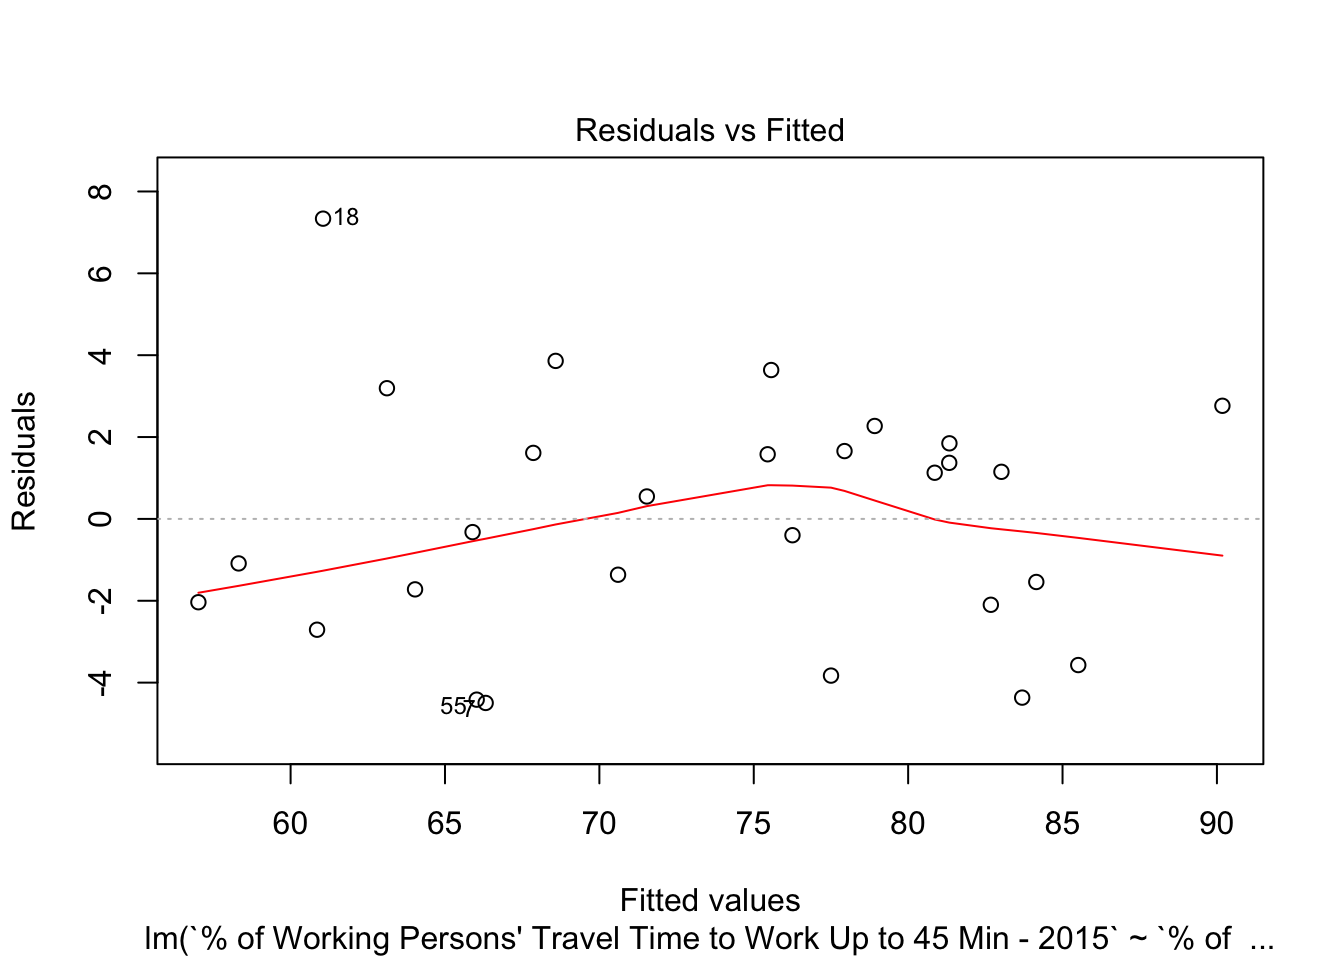 Residuals vs Fitted
8
6
4
2
0
-2
-4
Residuals
18
55
7
60 65 70 75 80 85 90
Fitted values
lm(`% of Working Persons' Travel Time to Work Up to 45 Min - 2015` ~ `% of ...